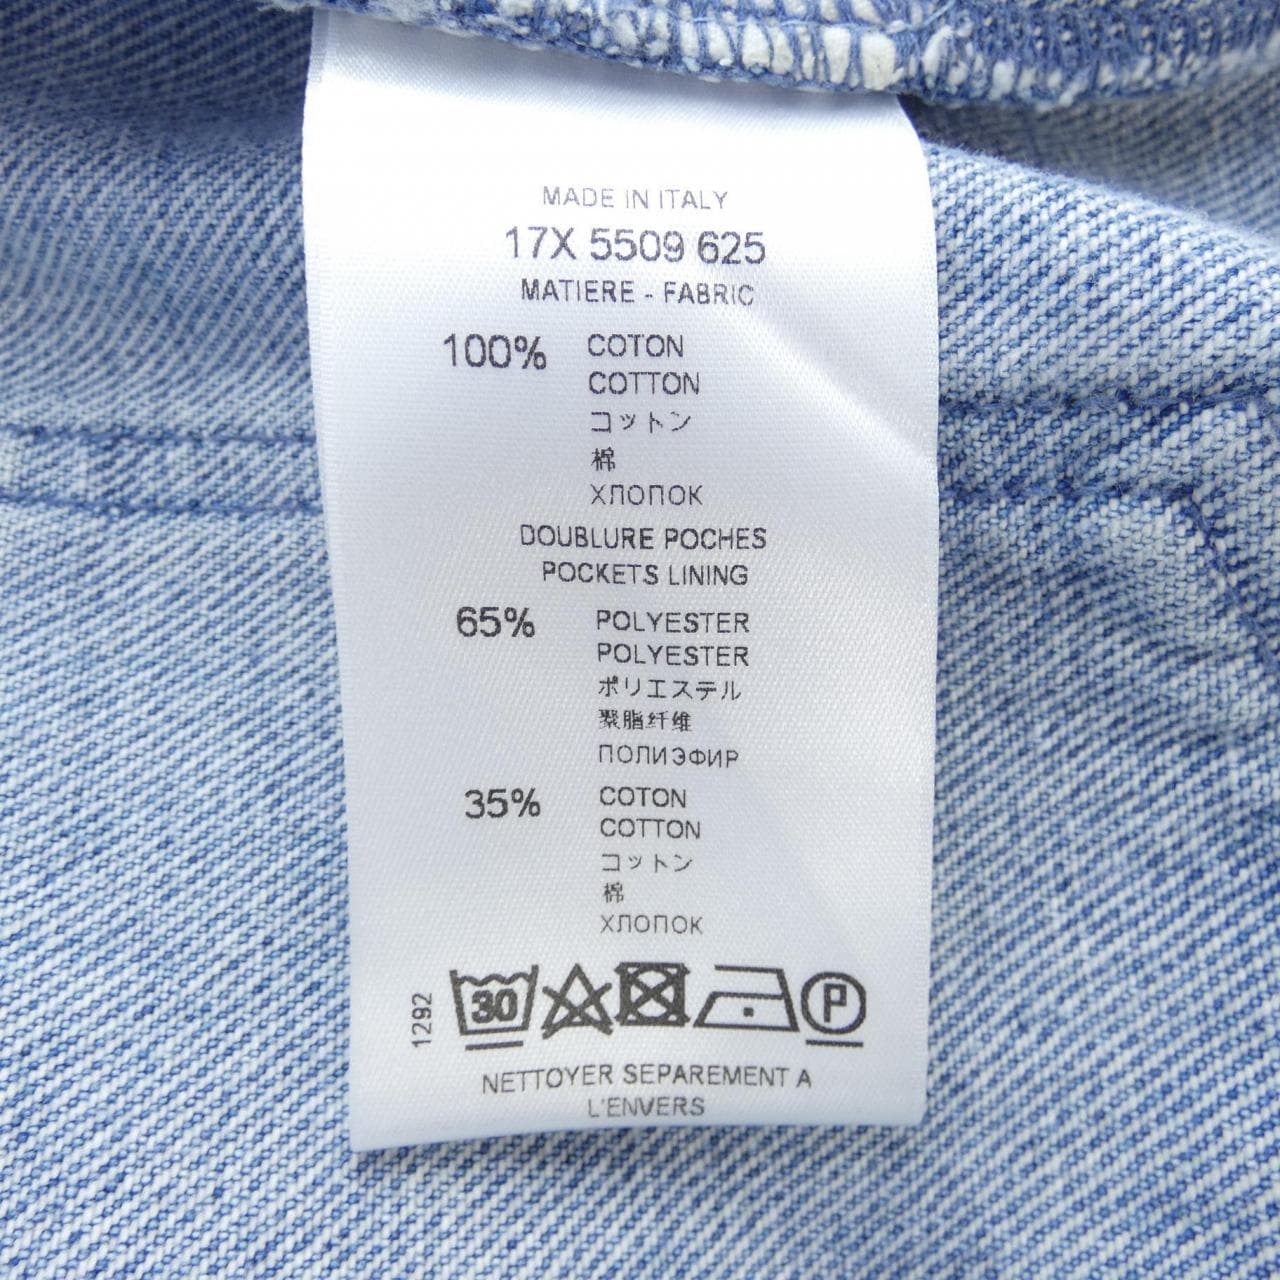 MADE IN ITALY
17X 5509 625
MATIERE - FABRIC
100% COTON
COTTON
コットン
棉
ХЛОПОК
DOUBLURE POCHES
POCKETS LINING
65% POLYESTER
POLYESTER
ポリエステル
聚脂纤维
ПОЛИЭФИР
35% COTON
COTTON
コットン
棉
ХЛОПОК
1292
30 P
NETTOYER SEPAREMENT A
L'ENVERS